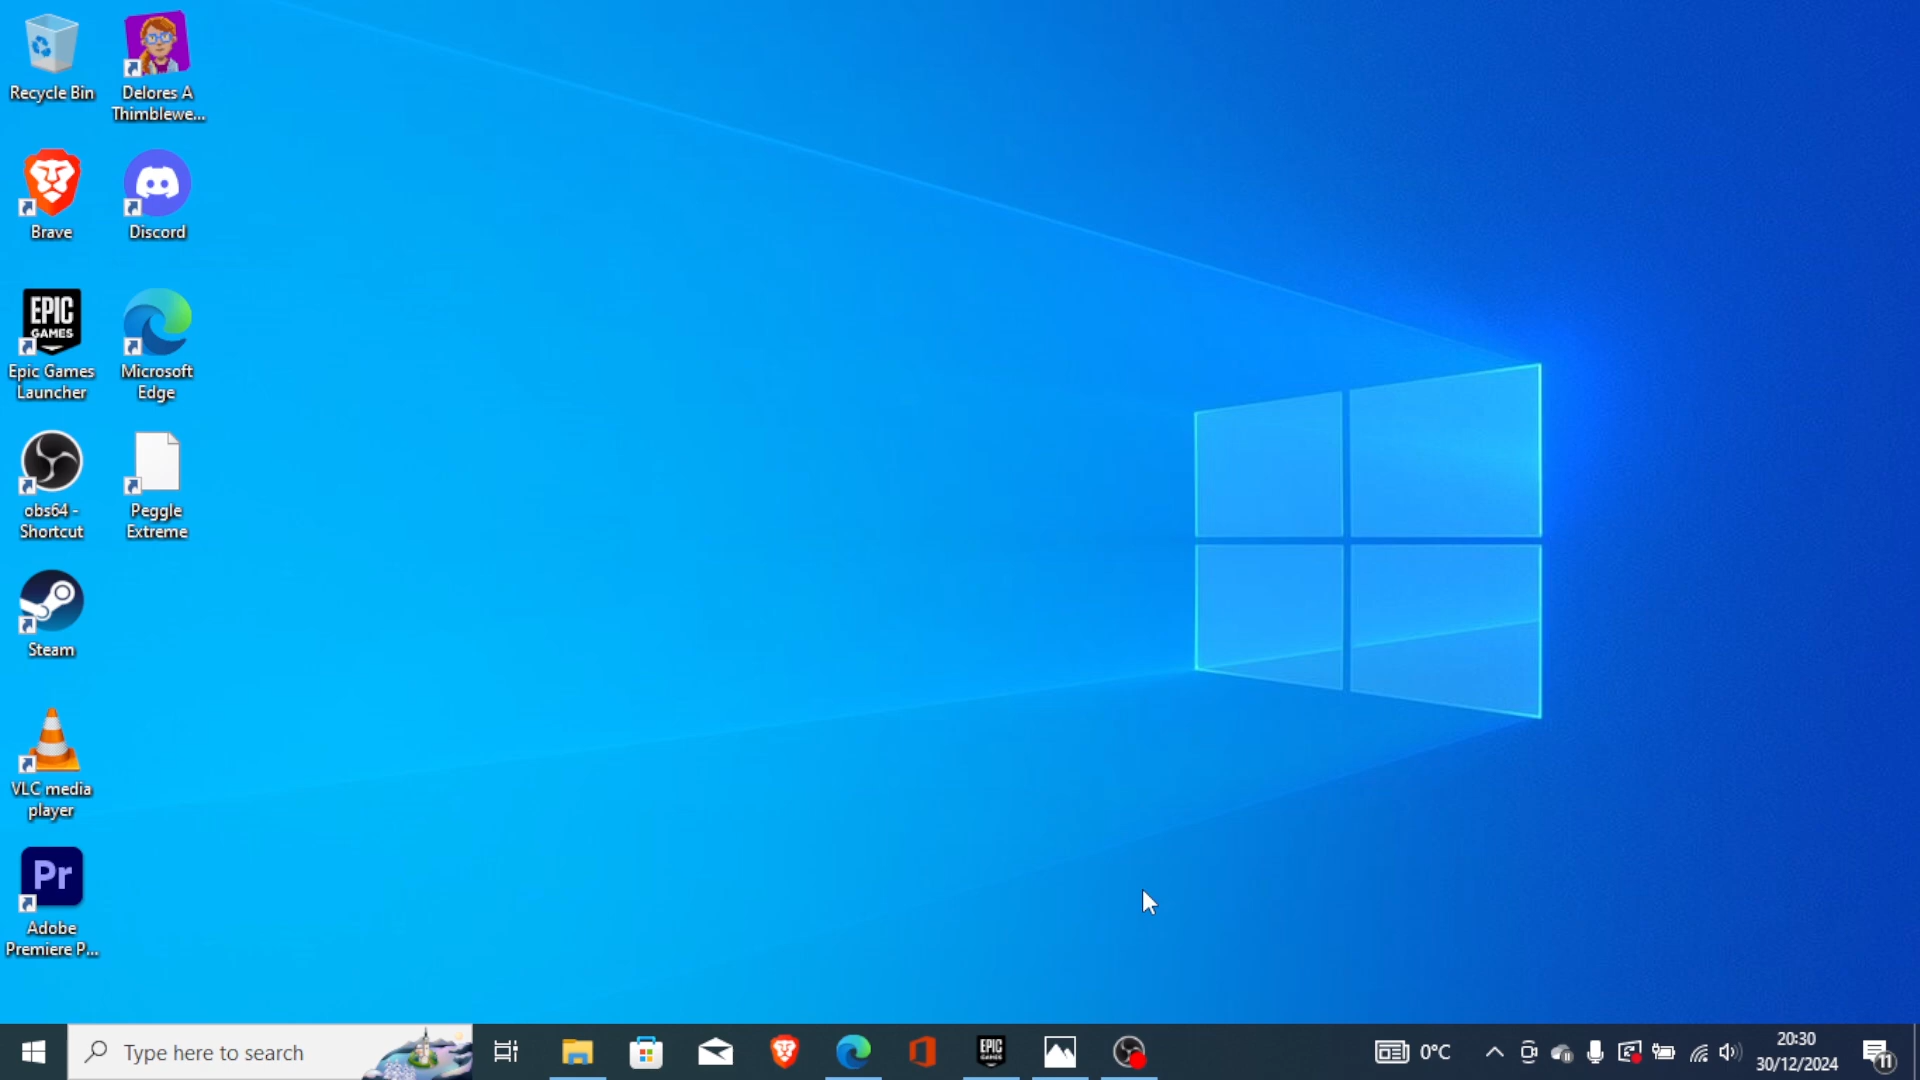 Recycle Bin
Delores A
Thimblewe...
Brave
Discord
EPIC
GAMES
Epic Games
Launcher
Microsoft
Edge
obs64 -
Shortcut
Peggle
Extreme
Steam
VLC media
player
Pr
Adobe
Premiere P...
Type here to search
EPIC
GAMES
0°C
20:30
30/12/2024
11